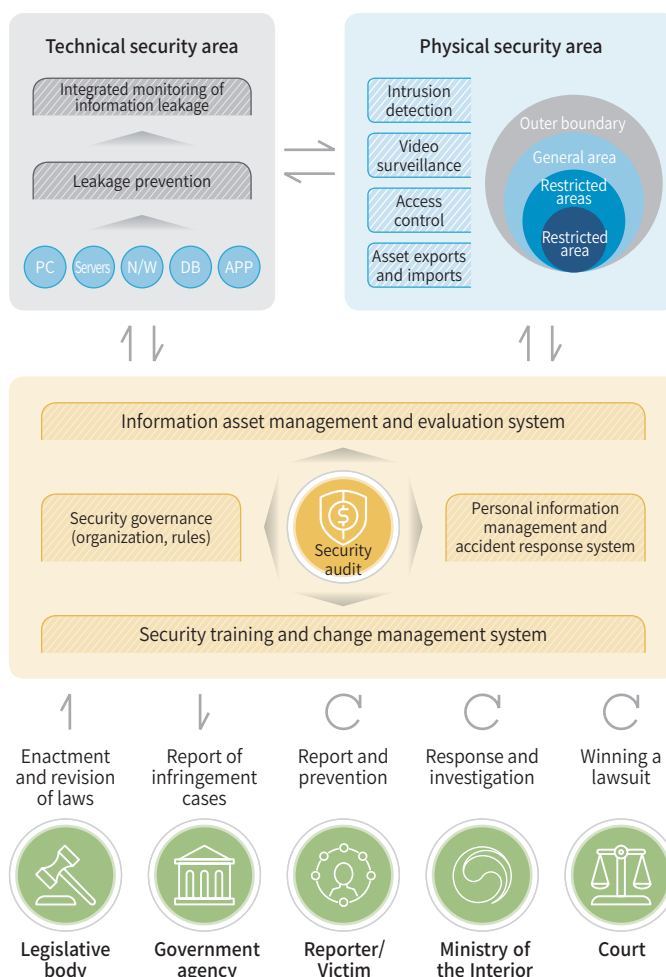 Technical security area
Integrated monitoring of
information leakage
Leakage prevention
PC
Servers
N/W
DB
APP
Physical security area
Intrusion
detection
Video
surveillance
Access
control
Asset exports
and imports
Outer boundary
General area
Restricted
areas
Restricted
area
Information asset management and evaluation system
Security governance
(organization, rules)
Security
audit
Personal information
management and
accident response system
Security training and change management system
Enactment
and revision
of laws
Report of
infringement
cases
Report and
prevention
Response and
investigation
Winning a
lawsuit
Legislative
body
Government
agency
Reporter/
Victim
Ministry of
the Interior
Court